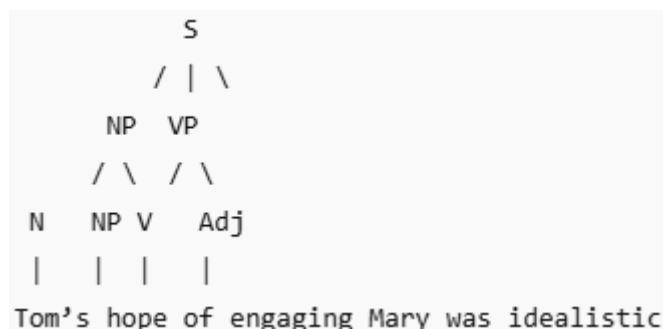 S
/ | \
NP VP
/ \ / \
N NP V Adj
| | | |
Tom’s hope of engaging Mary was idealistic